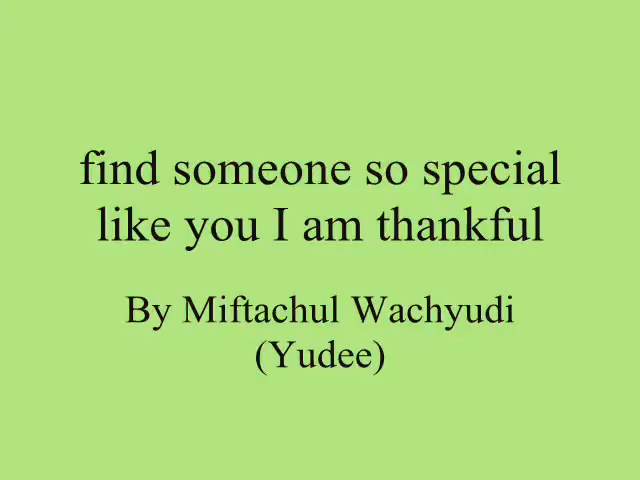 find someone so special
like you I am thankful
By Miftachul Wachyudi
(Yudee)